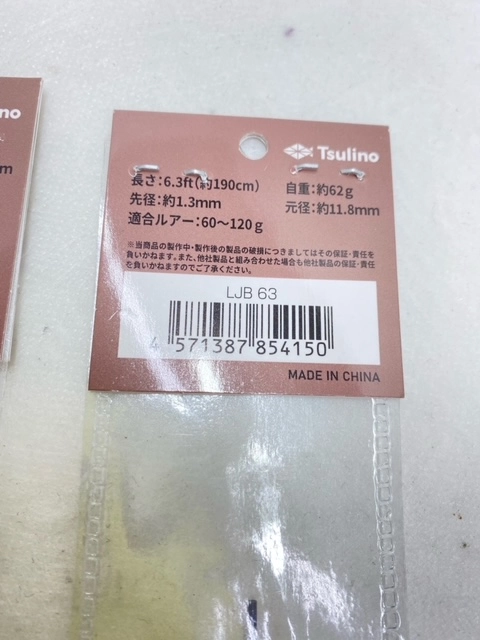 no
m
Tsulino
長さ:6.3ft(約190cm) 自重:約62g
先径:約1.3mm 元径:約11.8mm
適合ルアー:60〜120g
※当商品の製作中・製作後の製品の破損につきましてはその保証・責任を
負いかねます。また、他社製品と組み合わせた場合も他社製品の保証・責任
を負いかねますのでご了承ください。
LJB 63
4 571387 854150
MADE IN CHINA